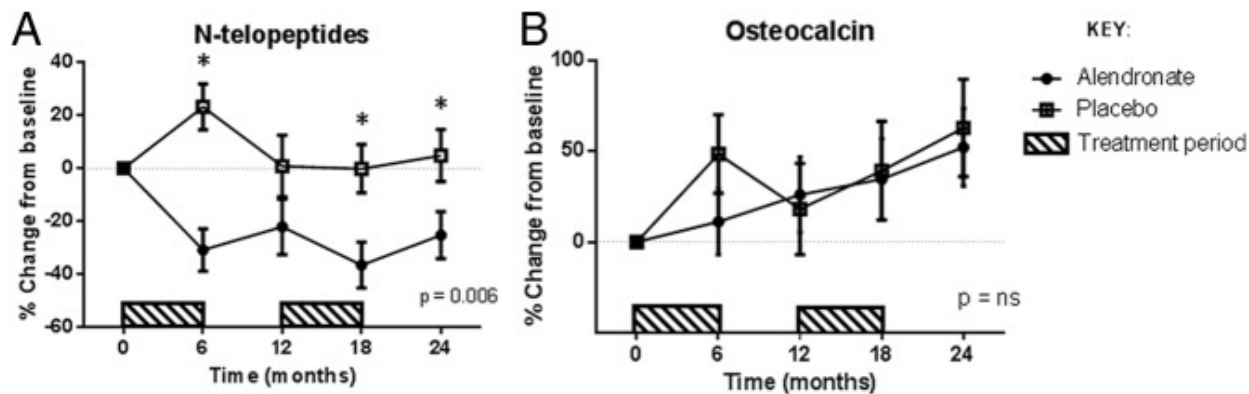 A
N-telopeptides
% Change from baseline
40
20
0
-20
-40
-60
*
*
*
p = 0.006
0 6 12 18 24
Time (months)
B
Osteocalcin
% Change from baseline
100
50
0
p = ns
0 6 12 18 24
Time (months)
KEY:
Alendronate
Placebo
Treatment period